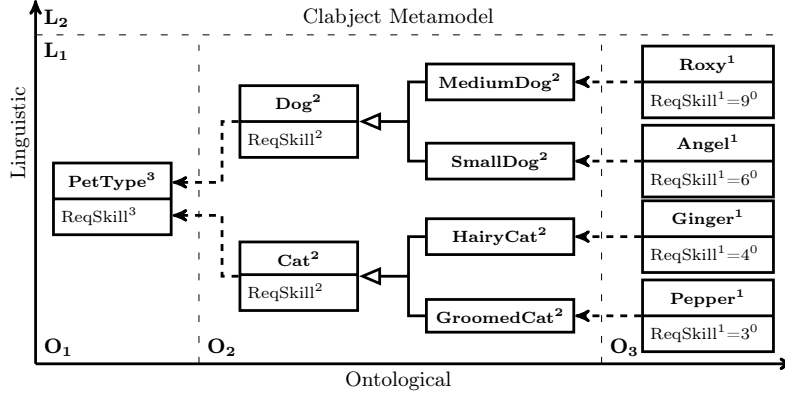 L₂ Clabject Metamodel
L₁
Linguistic
PetType³
ReqSkill³
Dog²
ReqSkill²
Cat²
ReqSkill²
MediumDog²
SmallDog²
HairyCat²
GroomedCat²
Roxy¹
ReqSkill¹=9⁰
Angel¹
ReqSkill¹=6⁰
Ginger¹
ReqSkill¹=4⁰
Pepper¹
ReqSkill¹=3⁰
O₁ O₂ O₃
Ontological